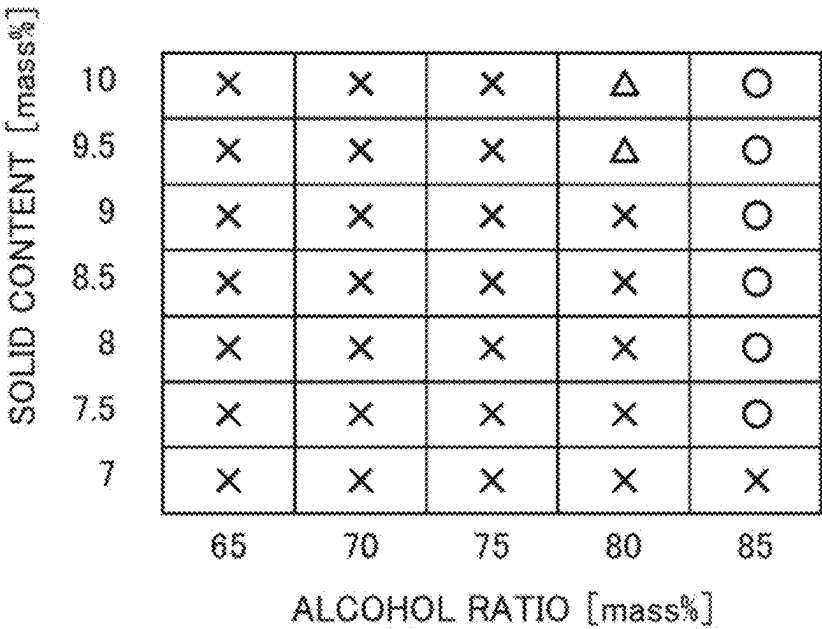 SOLID CONTENT [mass%]
10 × × × △ ○
9.5 × × × △ ○
9 × × × × ○
8.5 × × × × ○
8 × × × × ○
7.5 × × × × ○
7 × × × × ×
65 70 75 80 85
ALCOHOL RATIO [mass%]